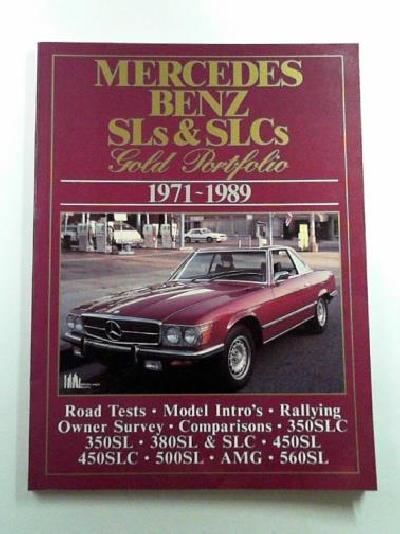 MERCEDES
BENZ
SLs & SLCs
Gold Portfolio
1971~1989
Road Tests • Model Intro's • Rallying
Owner Survey • Comparisons • 350SLC
350SL • 380SL & SLC • 450SL
450SLC • 500SL • AMG • 560SL